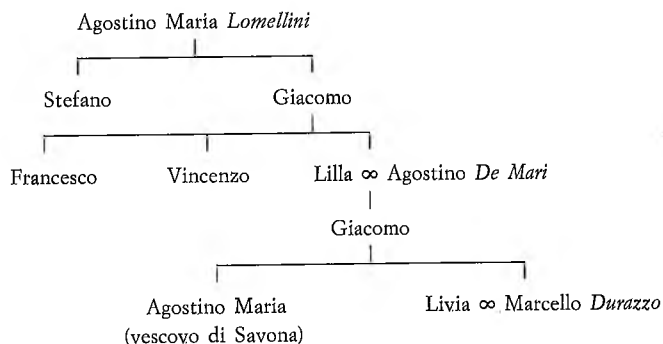 Agostino Maria Lomellini
Stefano Giacomo
Francesco Vincenzo Lilla ∞ Agostino De Mari
Giacomo
Agostino Maria Livia ∞ Marcello Durazzo
(vescovo di Savona)